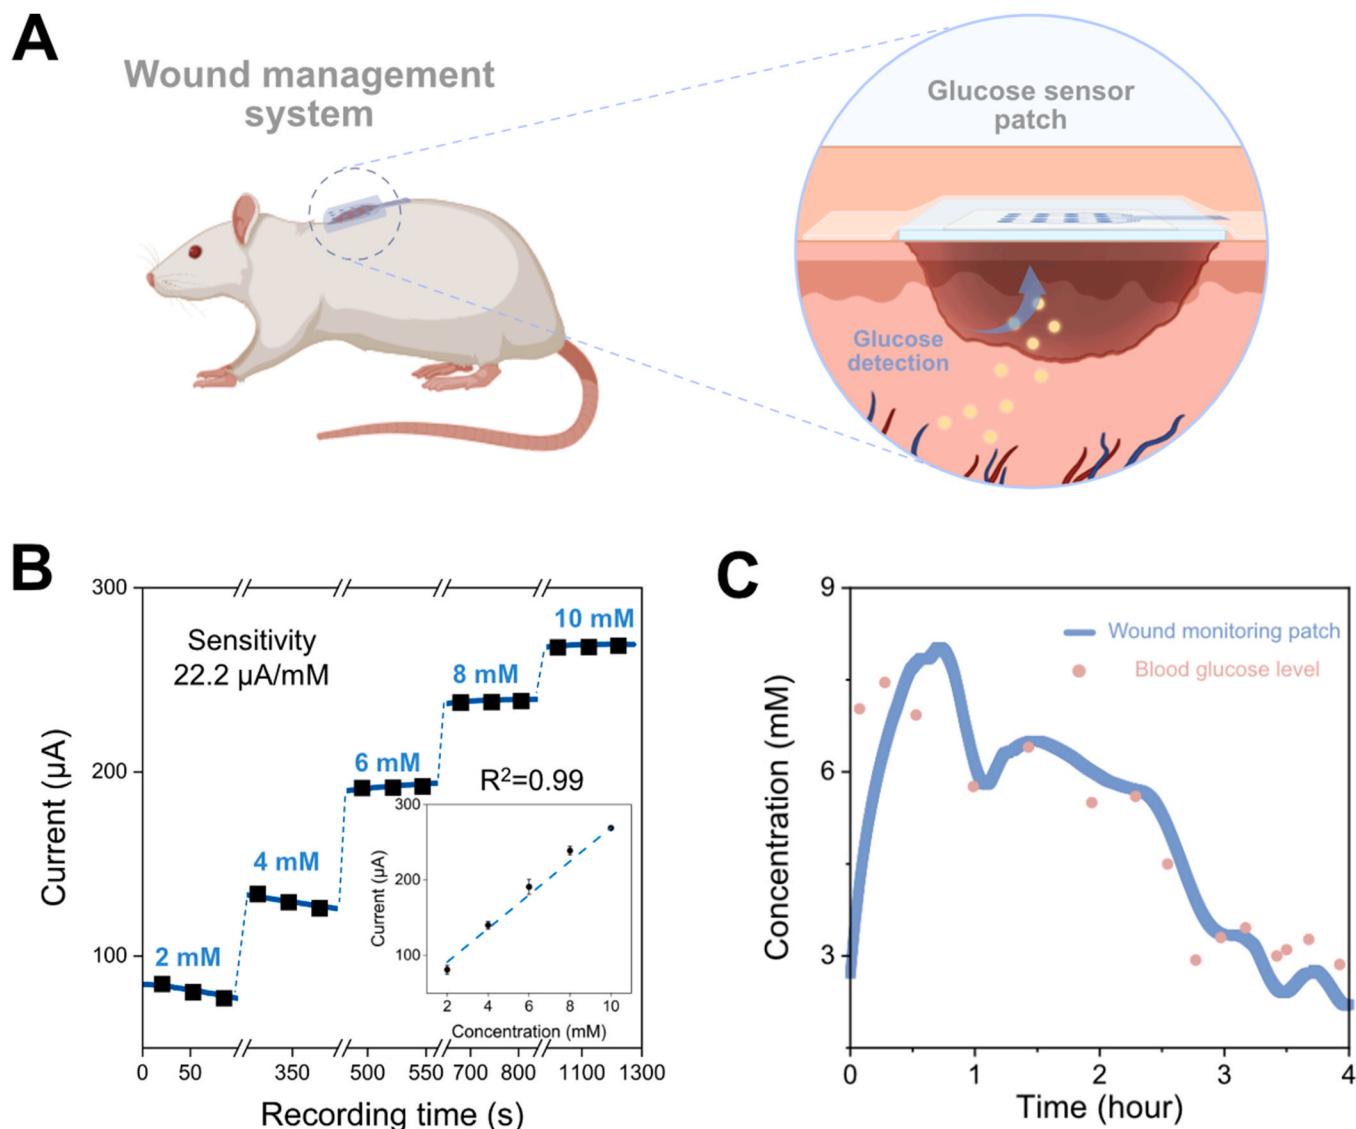 A
Wound management
system
Glucose sensor
patch
Glucose
detection
B
300
200
100
Current (µA)
Sensitivity
22.2 µA/mM
2 mM
4 mM
6 mM
8 mM
10 mM
R²=0.99
300
200
100
Current (µA)
2 4 6 8 10
Concentration (mM)
0 50 350 500 550 700 800 1100 1300
Recording time (s)
C
9
6
3
Concentration (mM)
Wound monitoring patch
Blood glucose level
0 1 2 3 4
Time (hour)